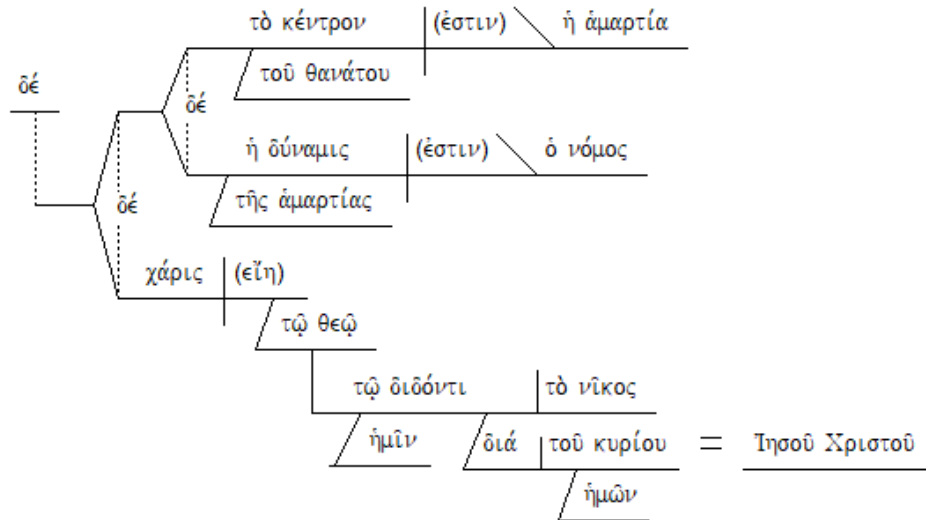 τὸ κέντρον (ἐστιν) ἡ ἁμαρτία
τοῦ θανάτου
δέ
δέ
ἡ δύναμις (ἐστιν) ὁ νόμος
τῆς ἁμαρτίας
δέ
χάρις (εἴη)
τῷ θεῷ
τῷ διδόντι τὸ νῖκος
ἡμῖν διά τοῦ κυρίου = Ἰησοῦ Χριστοῦ
ἡμῶν